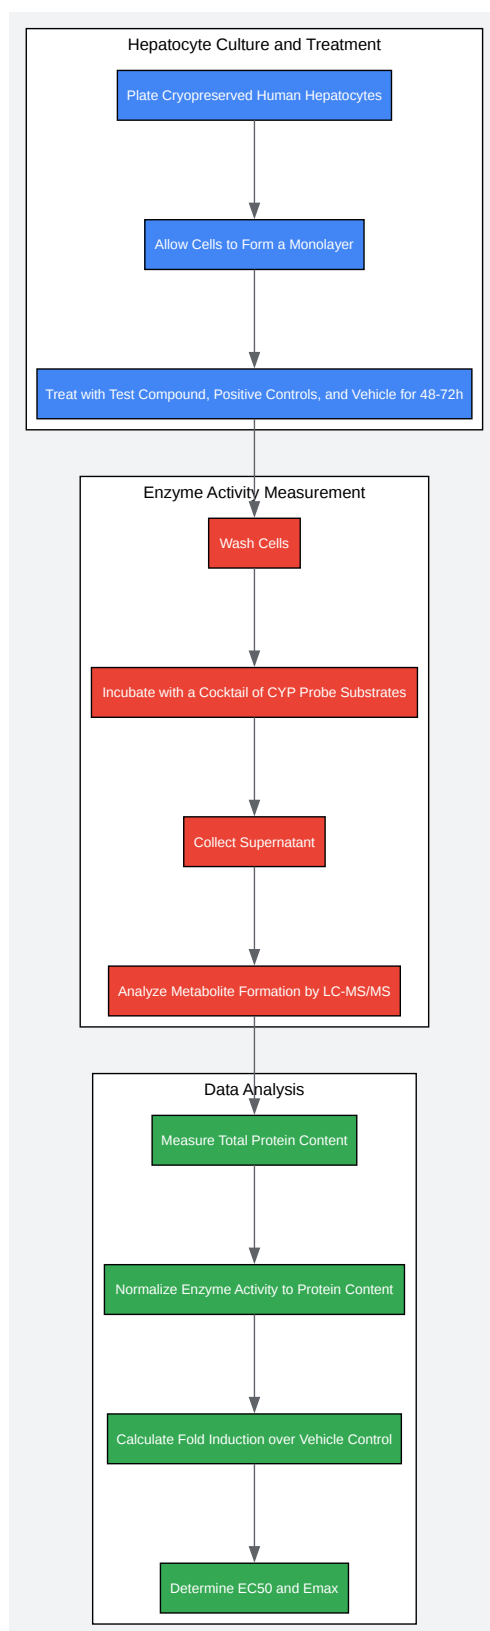 Hepatocyte Culture and Treatment
Plate Cryopreserved Human Hepatocytes
Allow Cells to Form a Monolayer
Treat with Test Compound, Positive Controls, and Vehicle for 48-72h
Enzyme Activity Measurement
Wash Cells
Incubate with a Cocktail of CYP Probe Substrates
Collect Supernatant
Analyze Metabolite Formation by LC-MS/MS
Data Analysis
Measure Total Protein Content
Normalize Enzyme Activity to Protein Content
Calculate Fold Induction over Vehicle Control
Determine EC50 and Emax